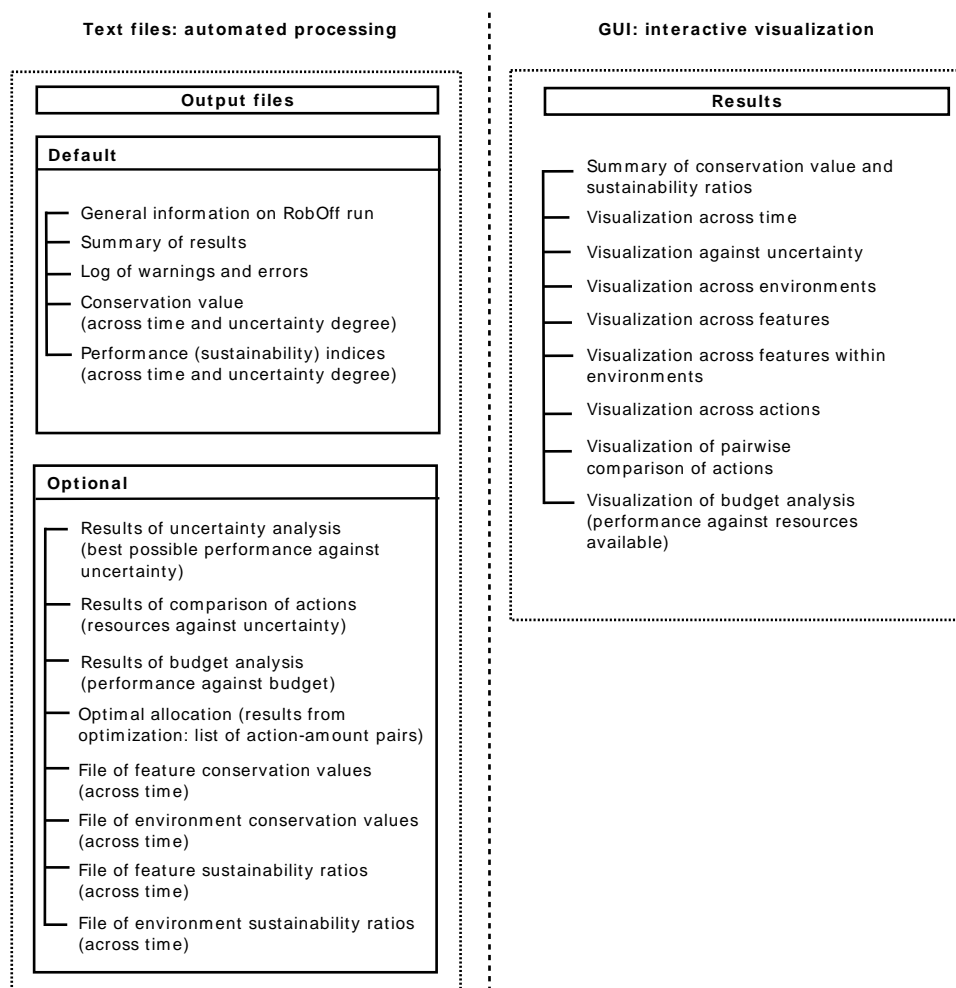 Text files: automated processing
Output files
Default
General information on RobOff run
Summary of results
Log of warnings and errors
Conservation value
(across time and uncertainty degree)
Performance (sustainability) indices
(across time and uncertainty degree)
Optional
Results of uncertainty analysis
(best possible performance against
uncertainty)
Results of comparison of actions
(resources against uncertainty)
Results of budget analysis
(performance against budget)
Optimal allocation (results from
optimization: list of action-amount pairs)
File of feature conservation values
(across time)
File of environment conservation values
(across time)
File of feature sustainability ratios
(across time)
File of environment sustainability ratios
(across time)
GUI: interactive visualization
Results
Summary of conservation value and
sustainability ratios
Visualization across time
Visualization against uncertainty
Visualization across environments
Visualization across features
Visualization across features within
environments
Visualization across actions
Visualization of pairwise
comparison of actions
Visualization of budget analysis
(performance against resources
available)